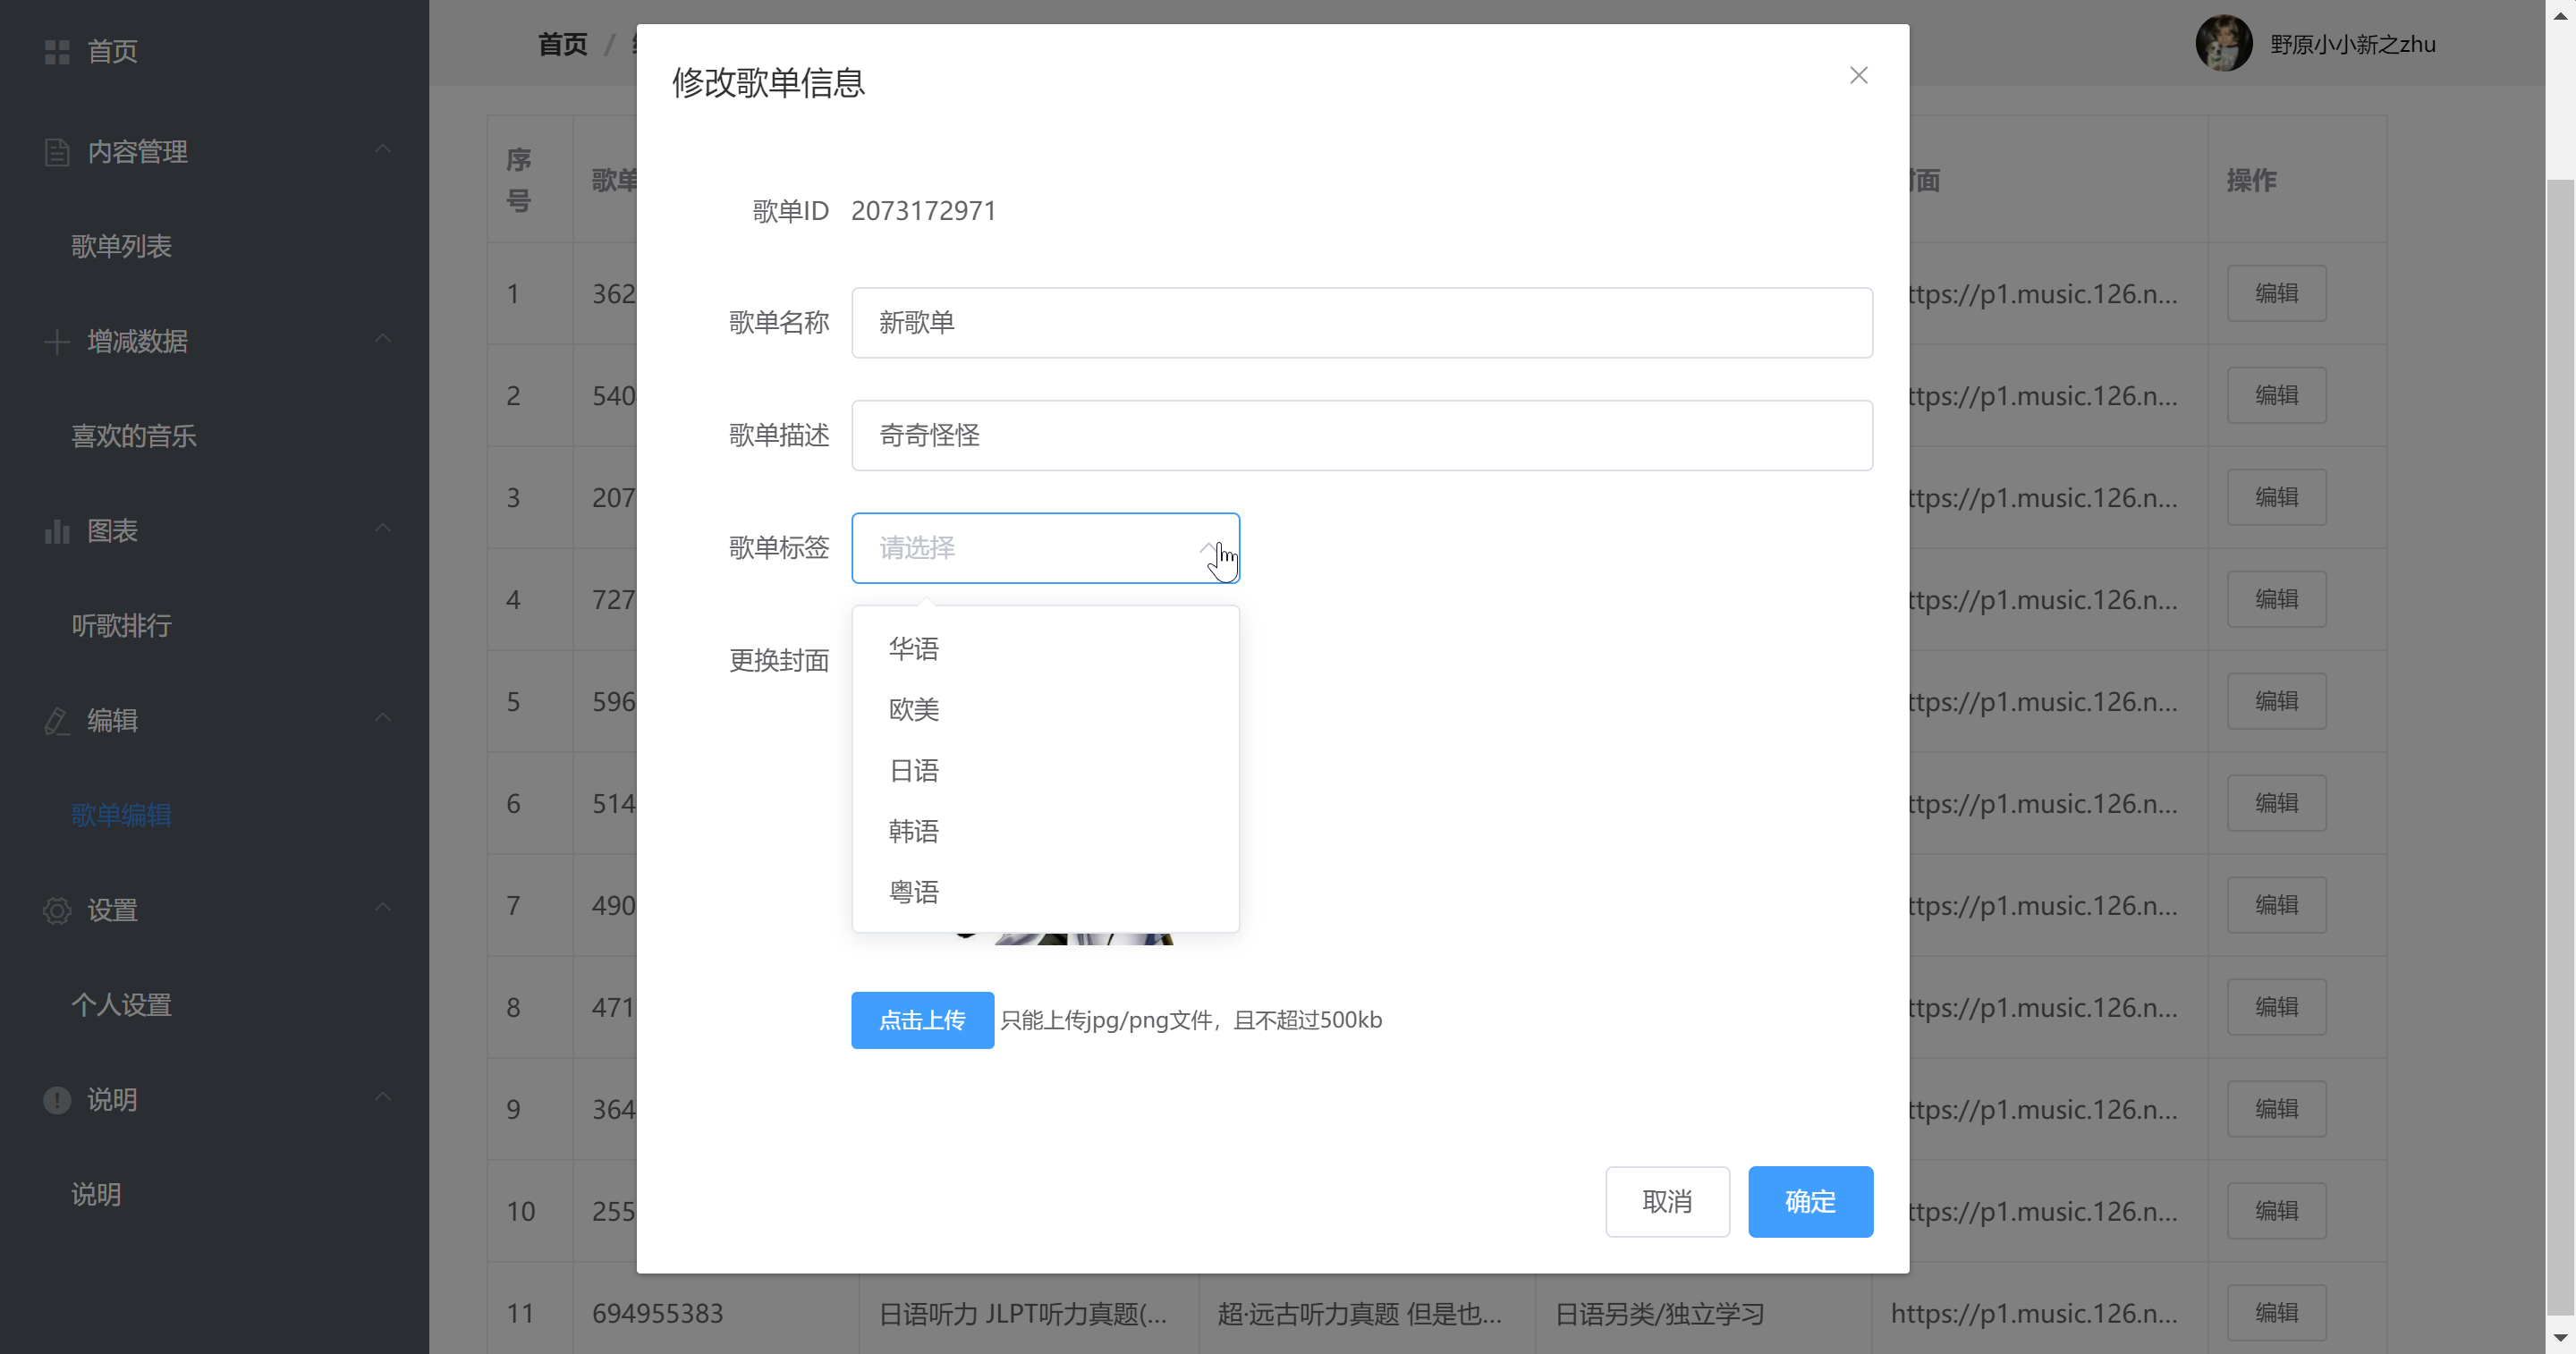 首页
内容管理
歌单列表
增减数据
喜欢的音乐
图表
听歌排行
编辑
歌单编辑
设置
个人设置
说明
说明
首页 /
野原小小新之zhu
序号
歌单
面
操作
1 362 ttps://p1.music.126.n... 编辑
2 540 ttps://p1.music.126.n... 编辑
3 207 ttps://p1.music.126.n... 编辑
4 727 ttps://p1.music.126.n... 编辑
5 596 ttps://p1.music.126.n... 编辑
6 514 ttps://p1.music.126.n... 编辑
7 490 ttps://p1.music.126.n... 编辑
8 471 ttps://p1.music.126.n... 编辑
9 364 ttps://p1.music.126.n... 编辑
10 255 ttps://p1.music.126.n... 编辑
11 694955383 日语听力 JLPT听力真题(... 超·远古听力真题 但是也... 日语另类/独立学习 https://p1.music.126.n... 编辑
修改歌单信息
歌单ID 2073172971
歌单名称 新歌单
歌单描述 奇奇怪怪
歌单标签 请选择
华语
欧美
日语
韩语
粤语
更换封面
点击上传 只能上传jpg/png文件，且不超过500kb
取消 确定